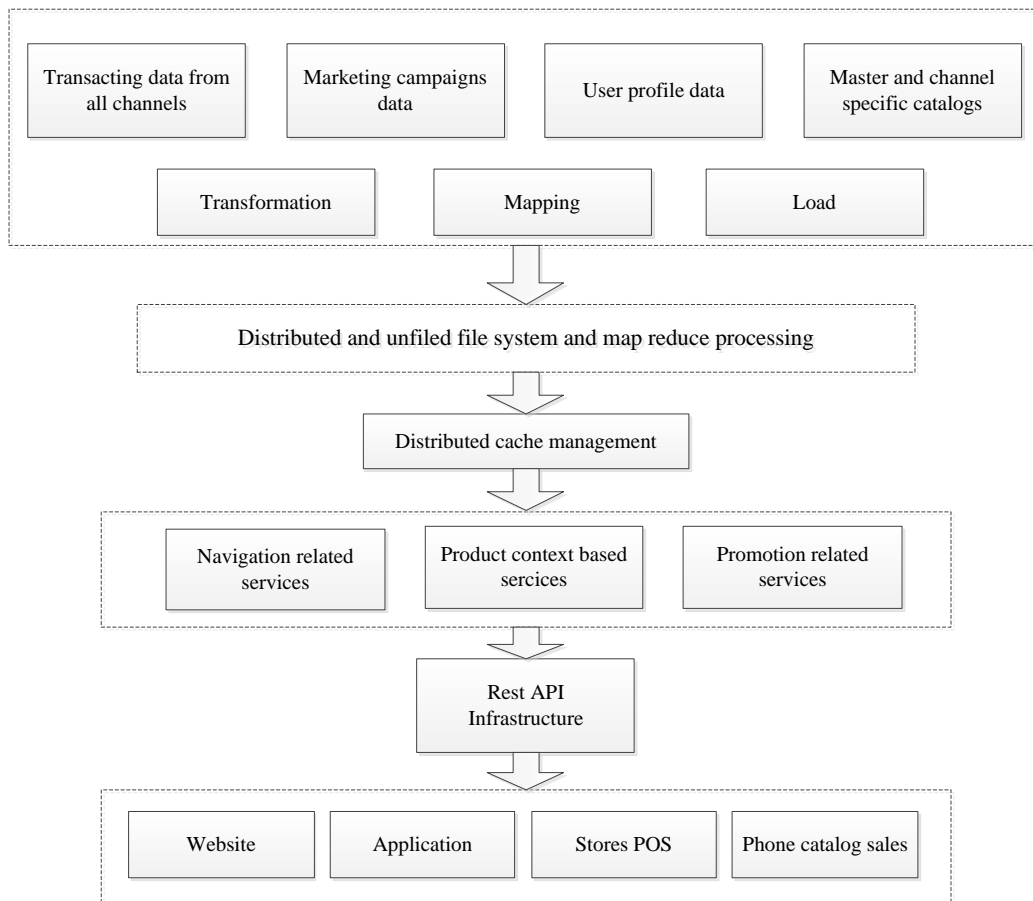 Transacting data from
all channels
Marketing campaigns
data
User profile data
Master and channel
specific catalogs
Transformation
Mapping
Load
Distributed and unfiled file system and map reduce processing
Distributed cache management
Navigation related
services
Product context based
sercices
Promotion related
services
Rest API
Infrastructure
Website
Application
Stores POS
Phone catalog sales